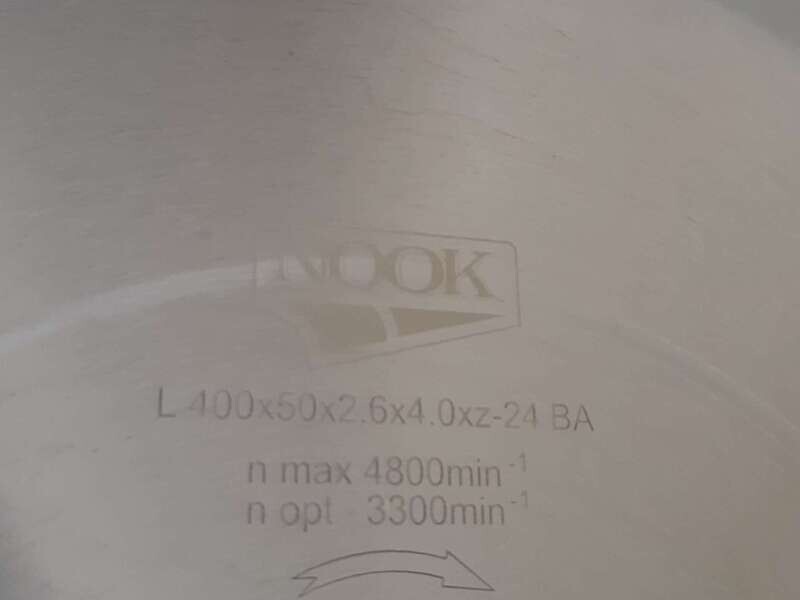 NOOK
L 400x50x2.6x4.0xz-24 BA
n max 4800min⁻¹
n opt - 3300min⁻¹